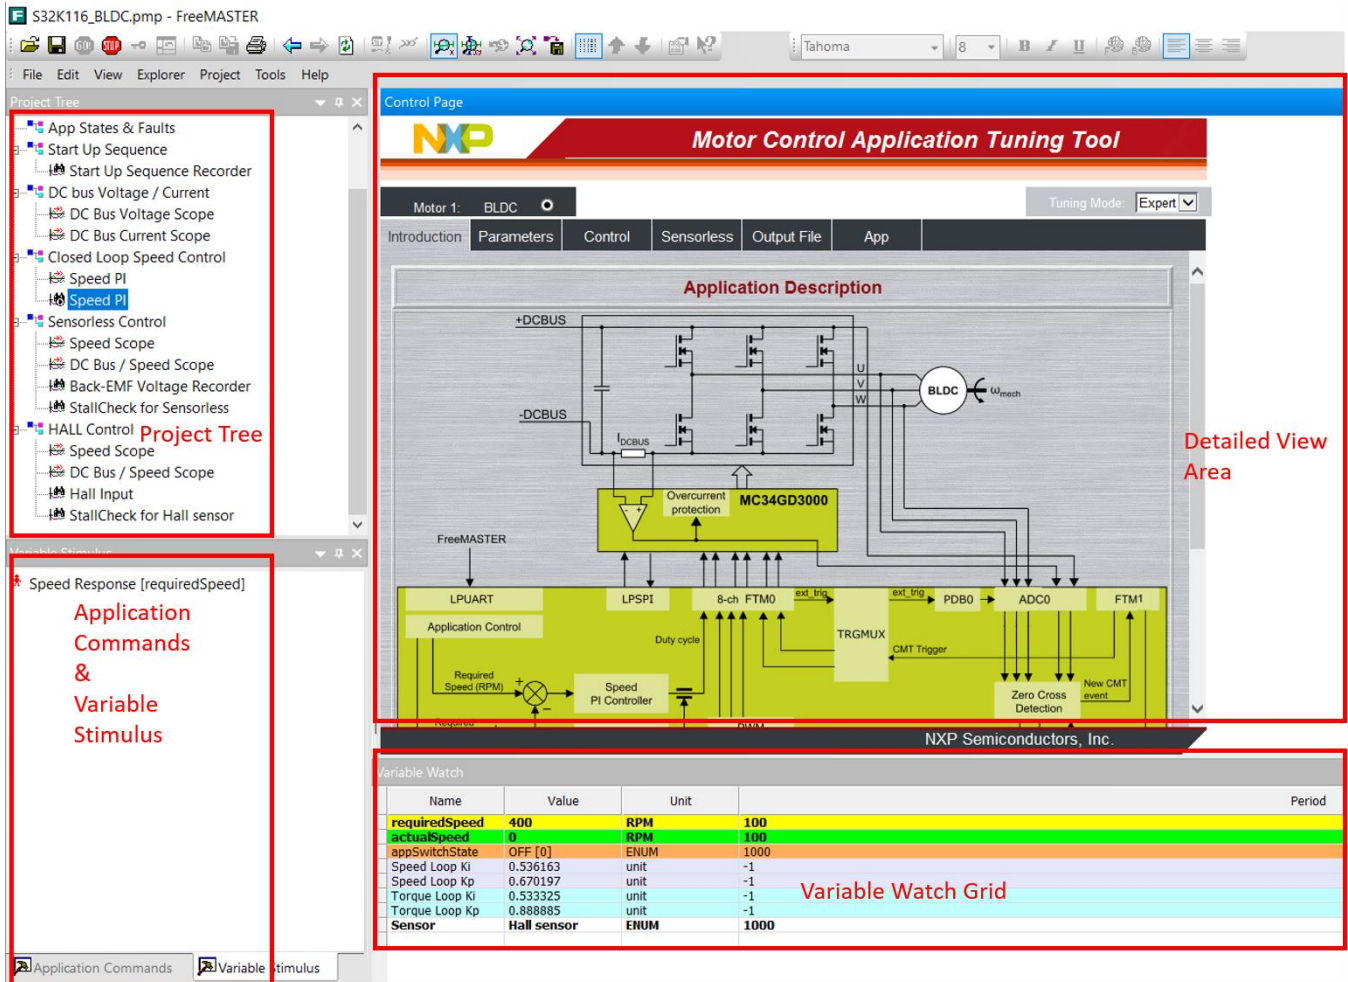 S32K116_BLDC.pmp - FreeMASTER
Tahoma
8
B I U
File Edit View Explorer Project Tools Help
Project Tree
App States & Faults
Start Up Sequence
Start Up Sequence Recorder
DC bus Voltage / Current
DC Bus Voltage Scope
DC Bus Current Scope
Closed Loop Speed Control
Speed PI
Speed PI
Sensorless Control
Speed Scope
DC Bus / Speed Scope
Back-EMF Voltage Recorder
StallCheck for Sensorless
HALL Control
Project Tree
Speed Scope
DC Bus / Speed Scope
Hall Input
StallCheck for Hall sensor
Variable Stimulus
Speed Response [requiredSpeed]
Application
Commands
&
Variable
Stimulus
Application Commands
Variable Stimulus
Control Page
NXP
Motor Control Application Tuning Tool
Motor 1: BLDC
Tuning Mode: Expert
Introduction Parameters Control Sensorless Output File App
Application Description
+DCBUS
-DCBUS
IDCBUS
U
V
W
BLDC
ωmech
Detailed View
Area
Overcurrent
protection
MC34GD3000
- +
FreeMASTER
LPUART
LPSPI
8-ch FTM0
ext_trig
ext_trig
PDB0
ADC0
FTM1
Application Control
Duty cycle
TRGMUX
CMT Trigger
Required
Speed (RPM)
+
−
Speed
PI Controller
Zero Cross
Detection
New CMT
event
Required
PWM
NXP Semiconductors, Inc.
Variable Watch
Name Value Unit Period
requiredSpeed 400 RPM 100
actualSpeed 0 RPM 100
appSwitchState OFF [0] ENUM 1000
Speed Loop Ki 0.536163 unit -1
Speed Loop Kp 0.670197 unit -1
Torque Loop Ki 0.533325 unit -1
Torque Loop Kp 0.888885 unit -1
Sensor Hall sensor ENUM 1000
Variable Watch Grid